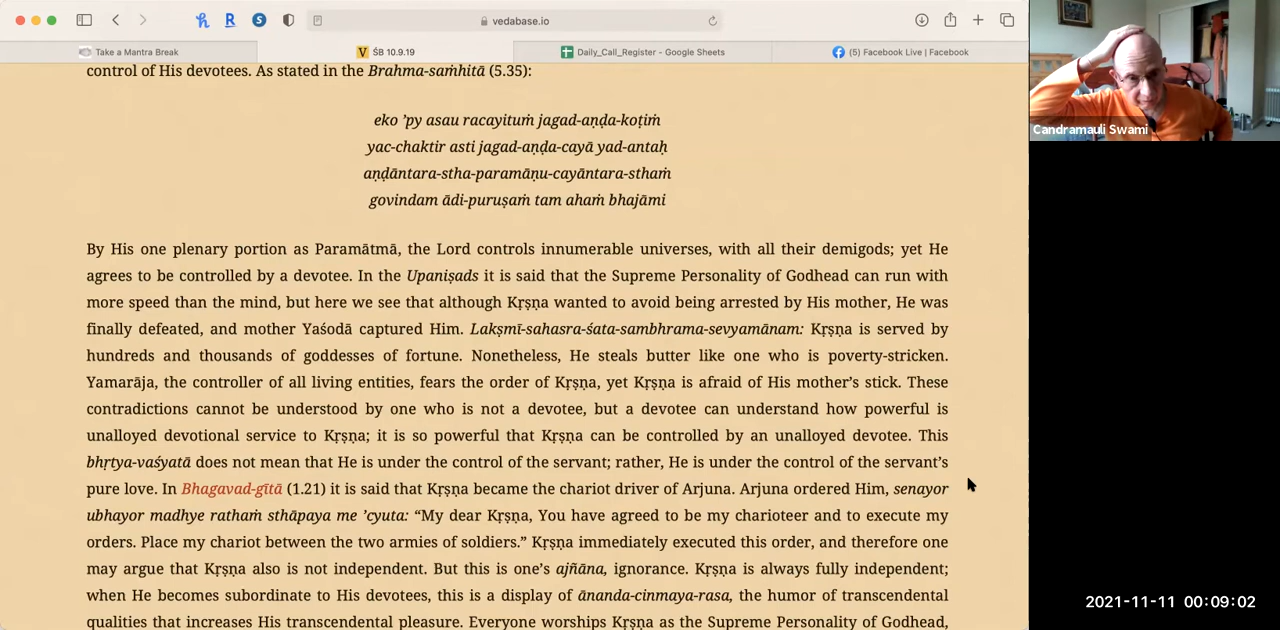 vedabase.io
Take a Mantra Break
ŚB 10.9.19
Daily_Call_Register - Google Sheets
(5) Facebook Live | Facebook
control of His devotees. As stated in the Brahma-saṁhitā (5.35):
eko ’py asau racayituṁ jagad-aṇḍa-koṭiṁ
yac-chaktir asti jagad-aṇḍa-cayā yad-antaḥ
aṇḍāntara-stha-paramāṇu-cayāntara-sthaṁ
govindam ādi-puruṣaṁ tam ahaṁ bhajāmi
By His one plenary portion as Paramātmā, the Lord controls innumerable universes, with all their demigods; yet He
agrees to be controlled by a devotee. In the Upaniṣads it is said that the Supreme Personality of Godhead can run with
more speed than the mind, but here we see that although Kṛṣṇa wanted to avoid being arrested by His mother, He was
finally defeated, and mother Yaśodā captured Him. Lakṣmī-sahasra-śata-sambhrama-sevyamānam: Kṛṣṇa is served by
hundreds and thousands of goddesses of fortune. Nonetheless, He steals butter like one who is poverty-stricken.
Yamarāja, the controller of all living entities, fears the order of Kṛṣṇa, yet Kṛṣṇa is afraid of His mother’s stick. These
contradictions cannot be understood by one who is not a devotee, but a devotee can understand how powerful is
unalloyed devotional service to Kṛṣṇa; it is so powerful that Kṛṣṇa can be controlled by an unalloyed devotee. This
bhṛtya-vaśyatā does not mean that He is under the control of the servant; rather, He is under the control of the servant’s
pure love. In Bhagavad-gītā (1.21) it is said that Kṛṣṇa became the chariot driver of Arjuna. Arjuna ordered Him, senayor
ubhayor madhye rathaṁ sthāpaya me ’cyuta: “My dear Kṛṣṇa, You have agreed to be my charioteer and to execute my
orders. Place my chariot between the two armies of soldiers.” Kṛṣṇa immediately executed this order, and therefore one
may argue that Kṛṣṇa also is not independent. But this is one’s ajñāna, ignorance. Kṛṣṇa is always fully independent;
when He becomes subordinate to His devotees, this is a display of ānanda-cinmaya-rasa, the humor of transcendental
qualities that increases His transcendental pleasure. Everyone worships Kṛṣṇa as the Supreme Personality of Godhead,
Candramauli Swami
2021-11-11 00:09:02